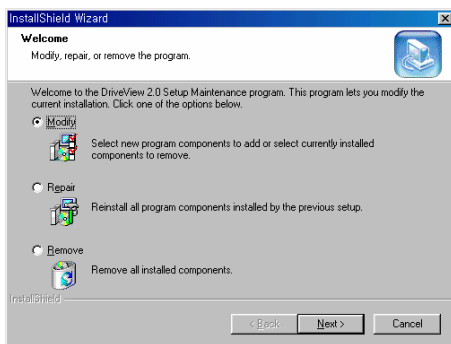 InstallShield Wizard
Welcome
Modify, repair, or remove the program.
Welcome to the DriveView 2.0 Setup Maintenance program. This program lets you modify the
current installation. Click one of the options below.
Modify
Select new program components to add or select currently installed
components to remove.
Repair
Reinstall all program components installed by the previous setup.
Remove
Remove all installed components.
InstallShield
< Back Next > Cancel